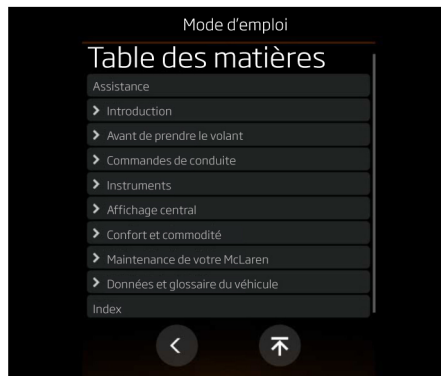 Mode d'emploi
Table des matières
Assistance
Introduction
Avant de prendre le volant
Commandes de conduite
Instruments
Affichage central
Confort et commodité
Maintenance de votre McLaren
Données et glossaire du véhicule
Index